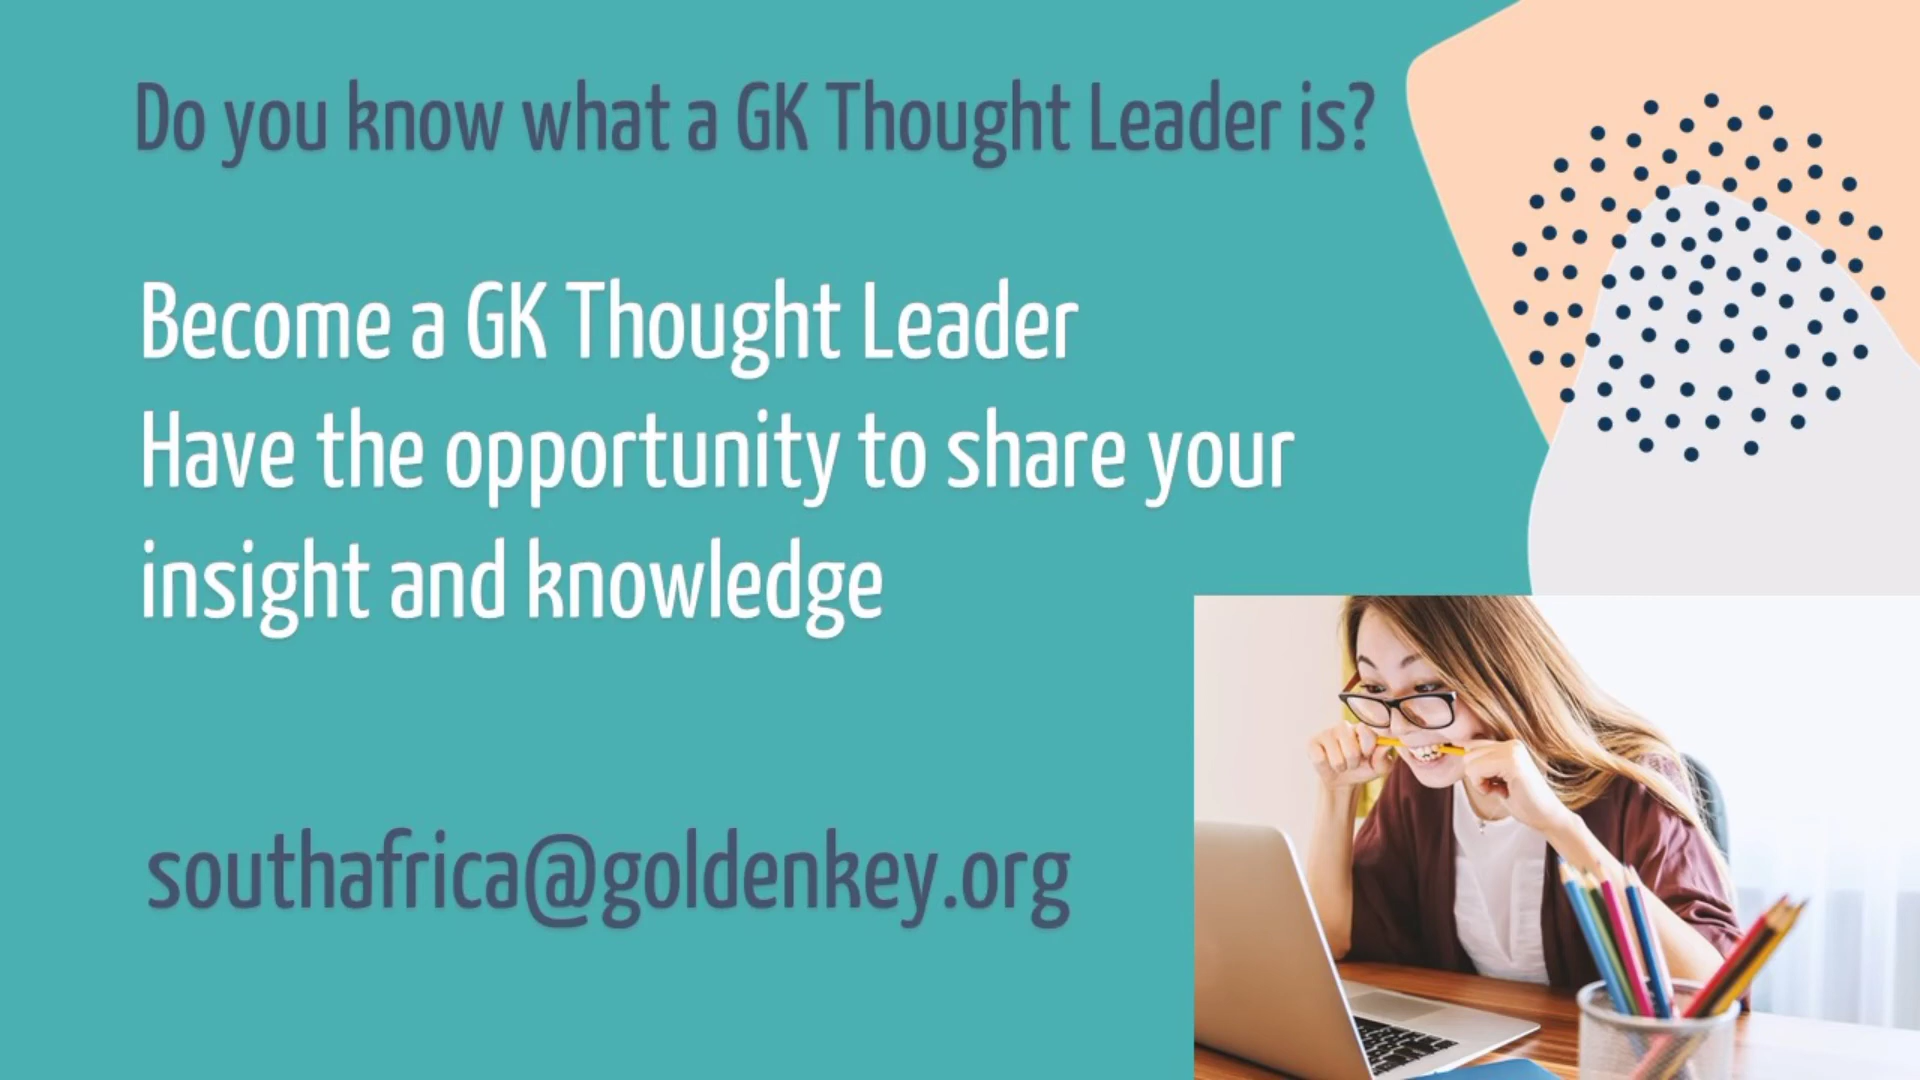 Do you know what a GK Thought Leader is?
Become a GK Thought Leader
Have the opportunity to share your
insight and knowledge
southafrica@goldenkey.org